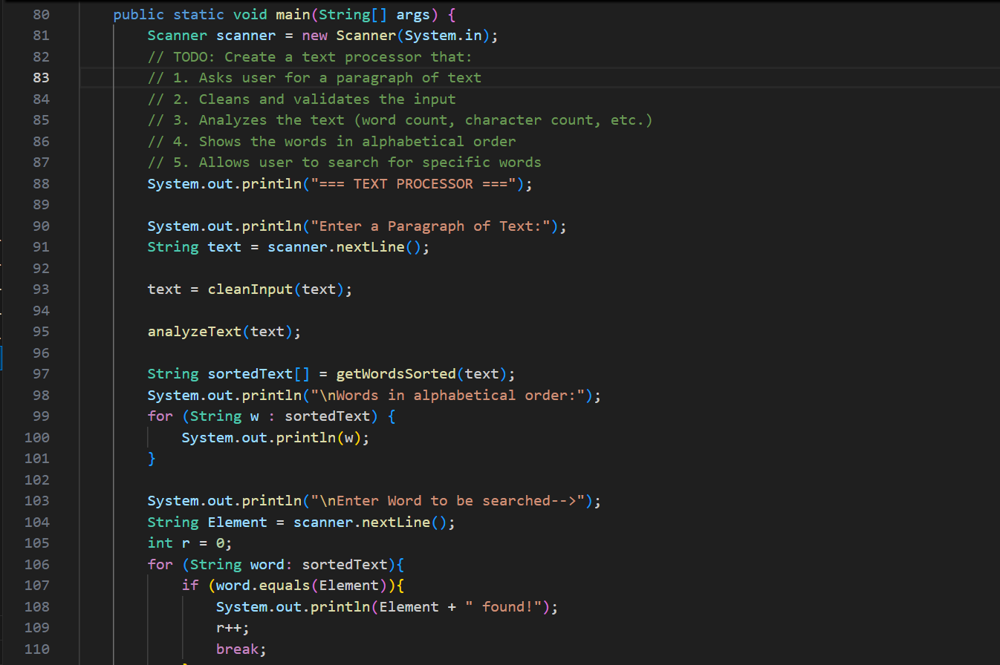 80 public static void main(String[] args) {
81 Scanner scanner = new Scanner(System.in);
82 // TODO: Create a text processor that:
83 // 1. Asks user for a paragraph of text
84 // 2. Cleans and validates the input
85 // 3. Analyzes the text (word count, character count, etc.)
86 // 4. Shows the words in alphabetical order
87 // 5. Allows user to search for specific words
88 System.out.println("=== TEXT PROCESSOR ===");
89
90 System.out.println("Enter a Paragraph of Text:");
91 String text = scanner.nextLine();
92
93 text = cleanInput(text);
94
95 analyzeText(text);
96
97 String sortedText[] = getWordsSorted(text);
98 System.out.println("\nWords in alphabetical order:");
99 for (String w : sortedText) {
100 System.out.println(w);
101 }
102
103 System.out.println("\nEnter Word to be searched-->");
104 String Element = scanner.nextLine();
105 int r = 0;
106 for (String word: sortedText){
107 if (word.equals(Element)){
108 System.out.println(Element + " found!");
109 r++;
110 break;